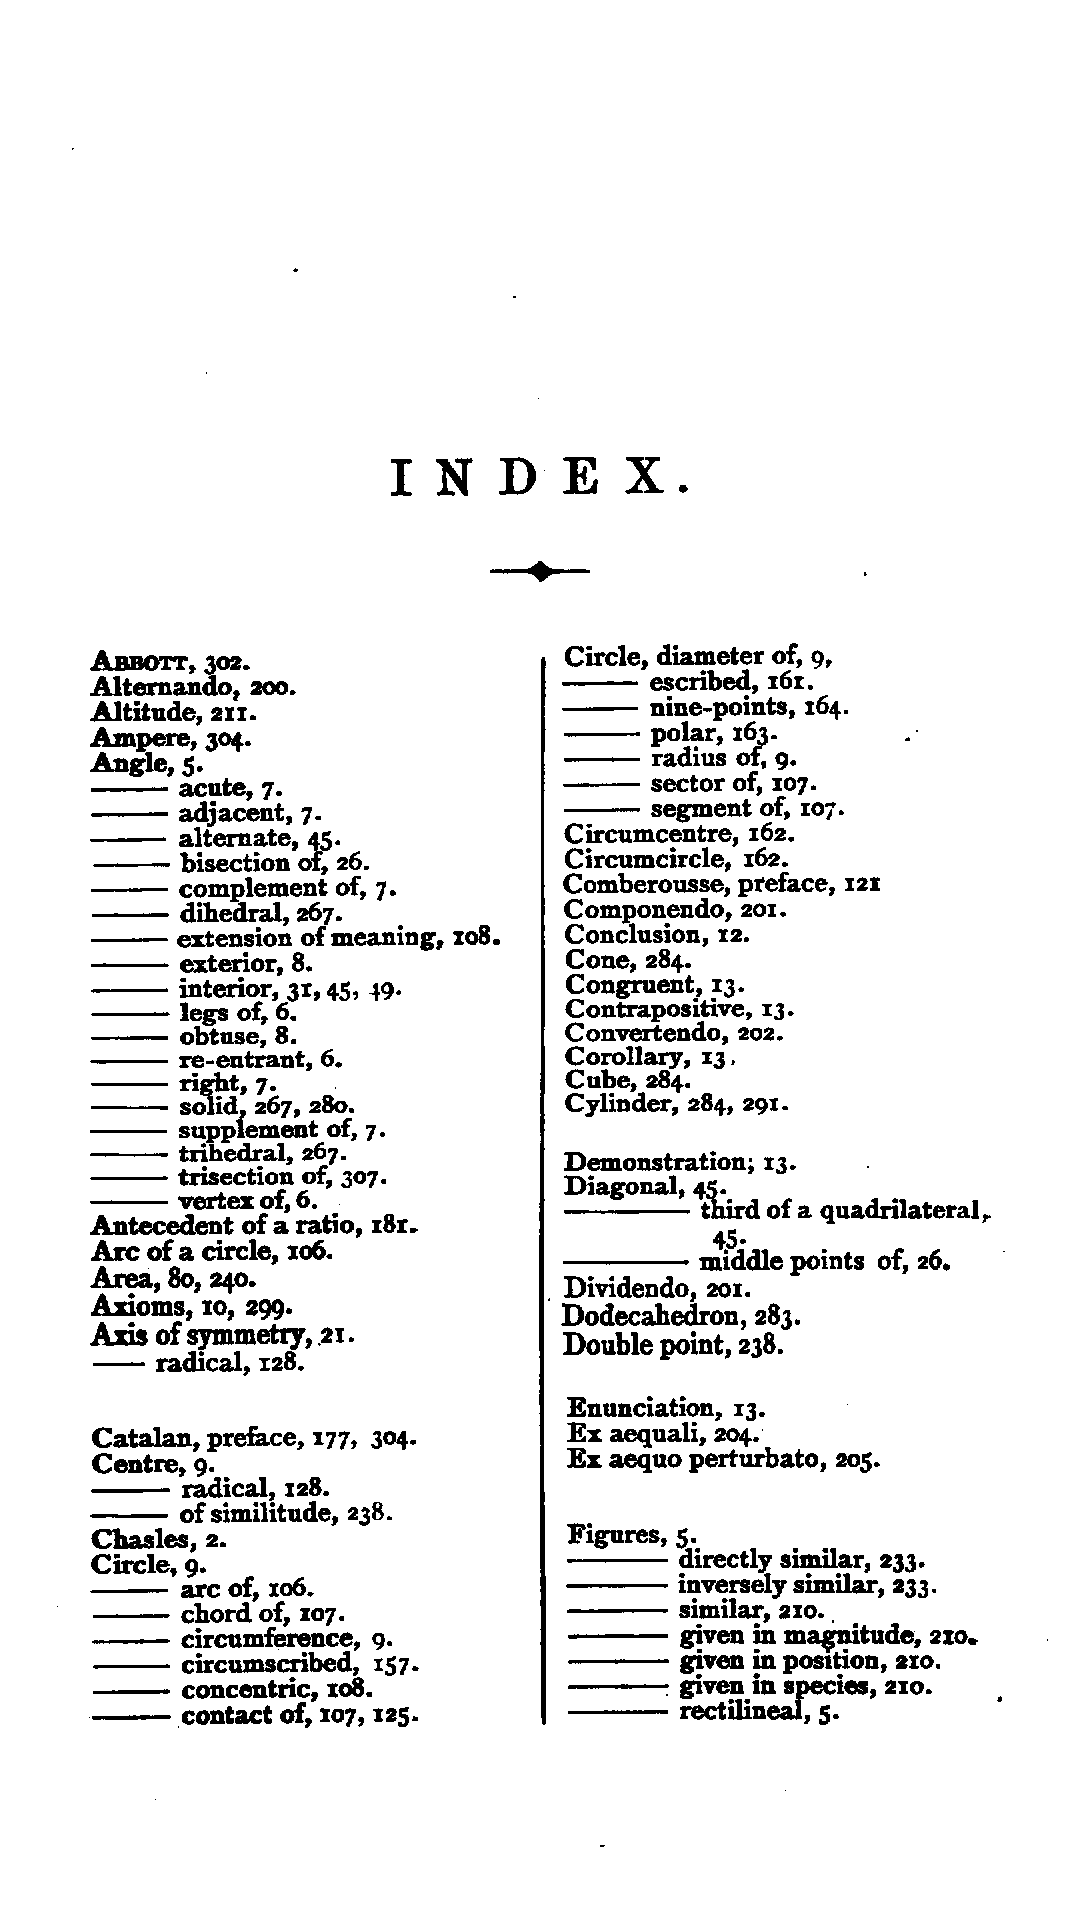 INDEX.
ABBOTT, 302.
Alternando, 200.
Altitude, 211.
Ampere, 304.
Angle, 5.
——— acute, 7.
——— adjacent, 7.
——— alternate, 45.
——— bisection of, 26.
——— complement of, 7.
——— dihedral, 267.
——— extension of meaning, 108.
——— exterior, 8.
——— interior, 31, 45, 49.
——— legs of, 6.
——— obtuse, 8.
——— re-entrant, 6.
——— right, 7.
——— solid, 267, 280.
——— supplement of, 7.
——— trihedral, 267.
——— trisection of, 307.
——— vertex of, 6.
Antecedent of a ratio, 181.
Arc of a circle, 106.
Area, 80, 240.
Axioms, 10, 299.
Axis of symmetry, 21.
—— radical, 128.
Catalan, preface, 177, 304.
Centre, 9.
——— radical, 128.
——— of similitude, 238.
Chasles, 2.
Circle, 9.
——— arc of, 106.
——— chord of, 107.
——— circumference, 9.
——— circumscribed, 157.
——— concentric, 108.
——— contact of, 107, 125.
Circle, diameter of, 9,
——— escribed, 161.
——— nine-points, 164.
——— polar, 163.
——— radius of, 9.
——— sector of, 107.
——— segment of, 107.
Circumcentre, 162.
Circumcircle, 162.
Comberousse, preface, 121
Componendo, 201.
Conclusion, 12.
Cone, 284.
Congruent, 13.
Contrapositive, 13.
Convertendo, 202.
Corollary, 13.
Cube, 284.
Cylinder, 284, 291.
Demonstration; 13.
Diagonal, 45.
——— third of a quadrilateral,
45.
——— middle points of, 26.
Dividendo, 201.
Dodecahedron, 283.
Double point, 238.
Enunciation, 13.
Ex aequali, 204.
Ex aequo perturbato, 205.
Figures, 5.
——— directly similar, 233.
——— inversely similar, 233.
——— similar, 210.
——— given in magnitude, 210.
——— given in position, 210.
——— given in species, 210.
——— rectilineal, 5.